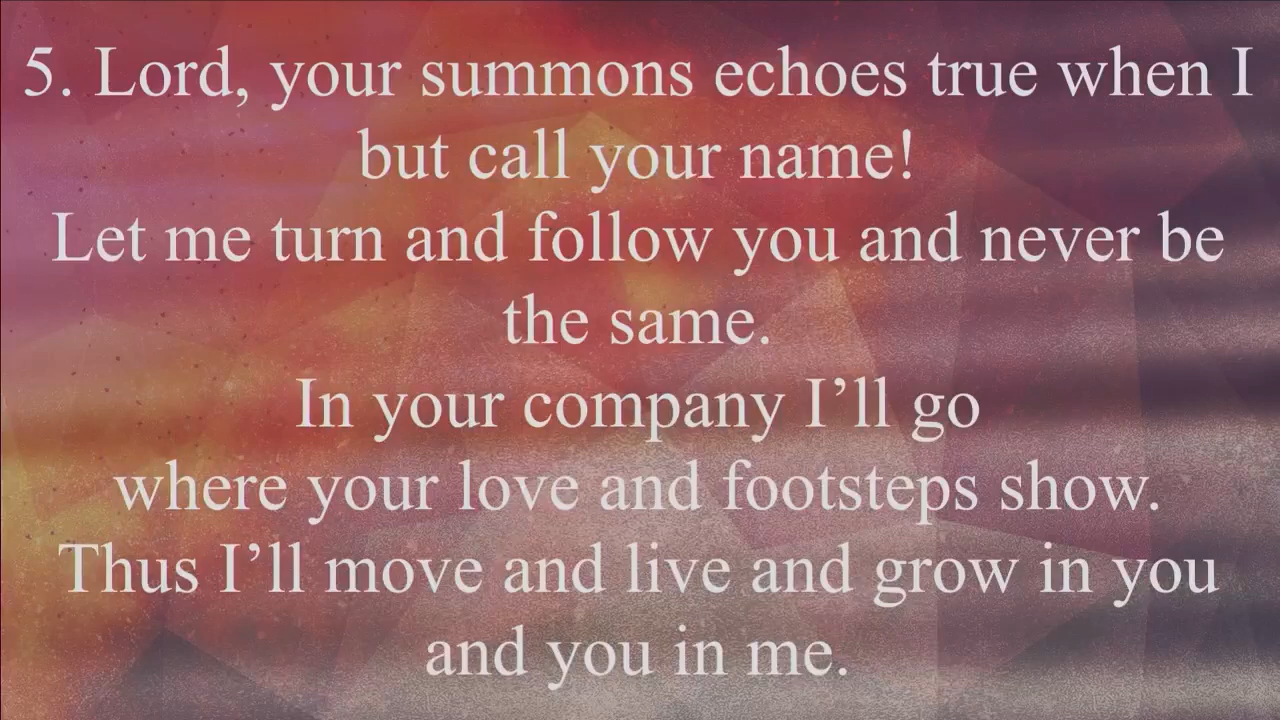 5. Lord, your summons echoes true when I
but call your name!
Let me turn and follow you and never be
the same.
In your company I’ll go
where your love and footsteps show.
Thus I’ll move and live and grow in you
and you in me.